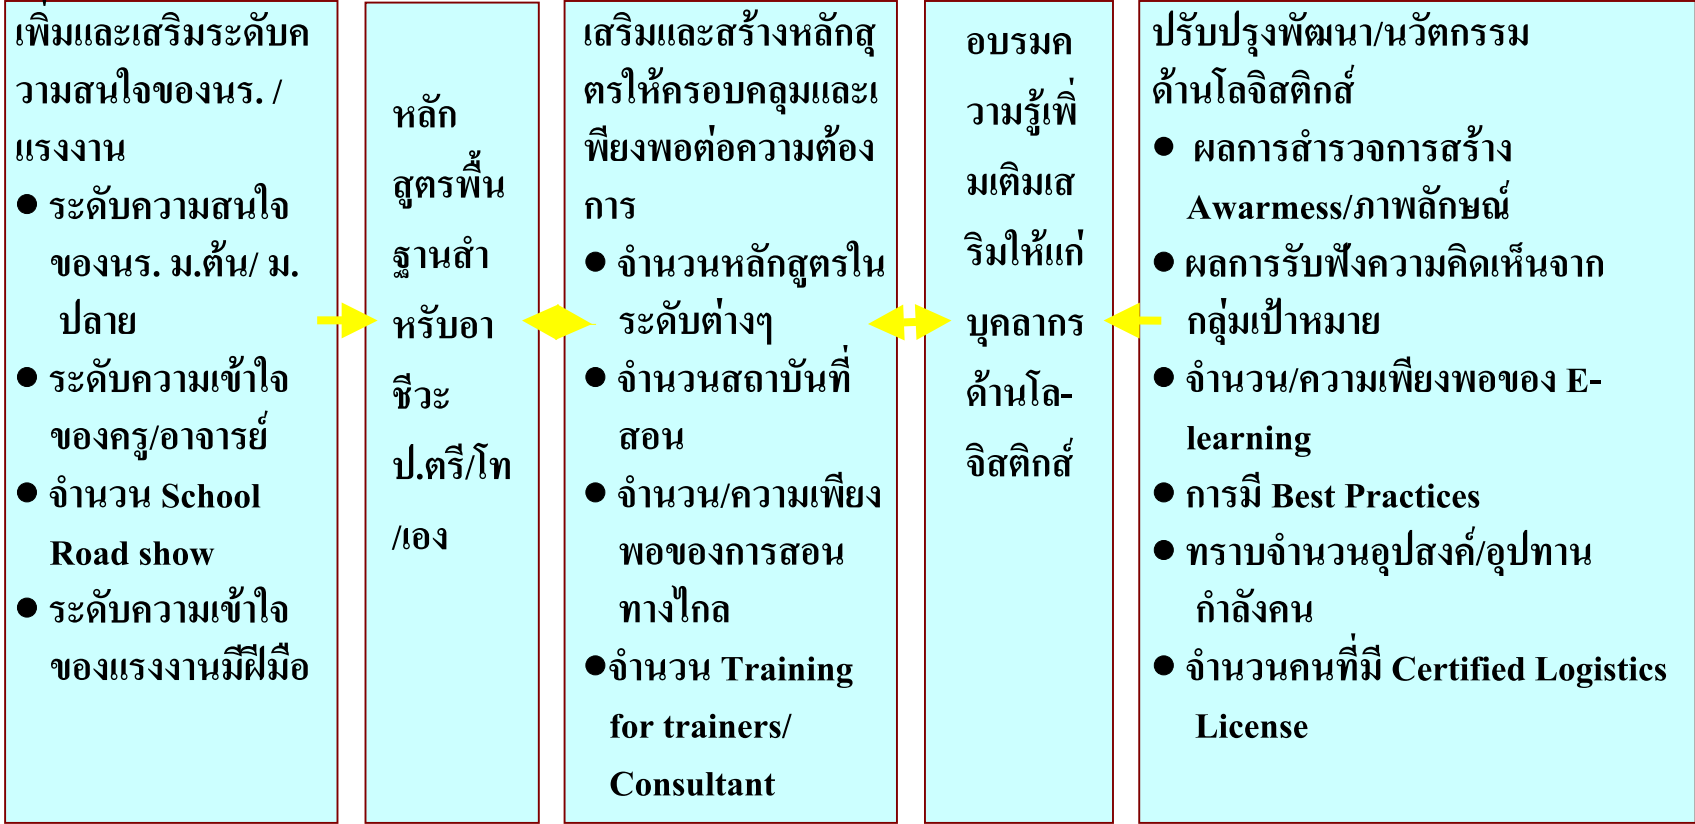 เพิ่มและเสริมระดับค
วามสนใจของนร. /
แรงงาน
● ระดับความสนใจ
ของนร. ม.ต้น/ ม.
ปลาย
● ระดับความเข้าใจ
ของครู/อาจารย์
● จำนวน School
Road show
● ระดับความเข้าใจ
ของแรงงานมีฝีมือ
หลัก
สูตรพื้น
ฐานสำ
หรับอา
ชีวะ
ป.ตรี/โท
/เอง
เสริมและสร้างหลักสุ
ตรให้ครอบคลุมและเ
พียงพอต่อความต้อง
การ
● จำนวนหลักสูตรใน
ระดับต่างๆ
● จำนวนสถาบันที่
สอน
● จำนวน/ความเพียง
พอของการสอน
ทางไกล
●จำนวน Training
for trainers/
Consultant
อบรมค
วามรู้เพิ่
มเติมเส
ริมให้แก่
บุคลากร
ด้านโล-
จิสติกส์
ปรับปรุงพัฒนา/นวัตกรรม
ด้านโลจิสติกส์
● ผลการสำรวจการสร้าง
Awarmess/ภาพลักษณ์
● ผลการรับฟังความคิดเห็นจาก
กลุ่มเป้าหมาย
● จำนวน/ความเพียงพอของ E-
learning
● การมี Best Practices
● ทราบจำนวนอุปสงค์/อุปทาน
กำลังคน
● จำนวนคนที่มี Certified Logistics
License